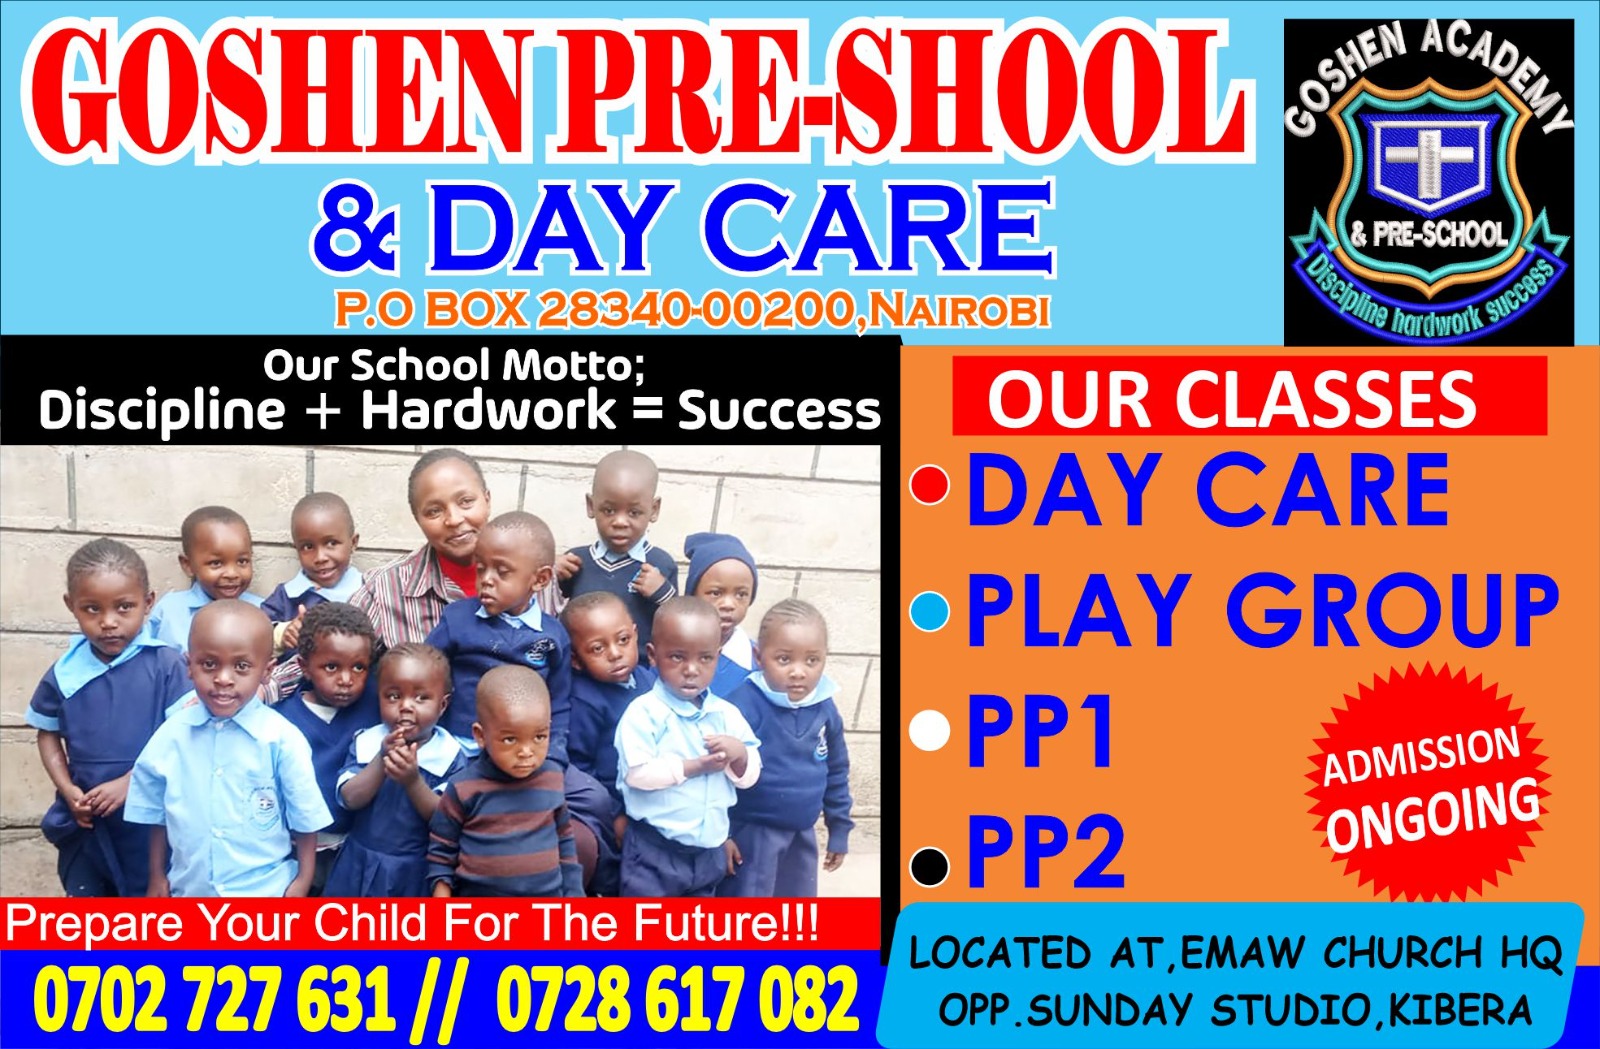 GOSHEN PRE-SHOOL
& DAY CARE
P.O BOX 28340-00200,NAIROBI
GOSHEN ACADEMY
& PRE-SCHOOL
Discipline hardwork success
Our School Motto;
Discipline + Hardwork = Success
OUR CLASSES
DAY CARE
PLAY GROUP
PP1
PP2
ADMISSION
ONGOING
Prepare Your Child For The Future!!!
0702 727 631 // 0728 617 082
LOCATED AT,EMAW CHURCH HQ
OPP.SUNDAY STUDIO,KIBERA